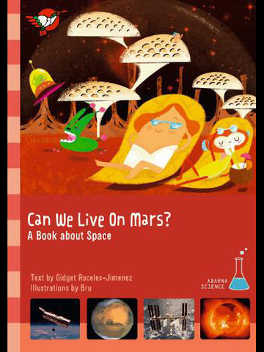 Can We Live On Mars?
A Book about Space
Text by Gidget Roceles-Jimenez
Illustrations by Bru
ADARNA
SCIENCE